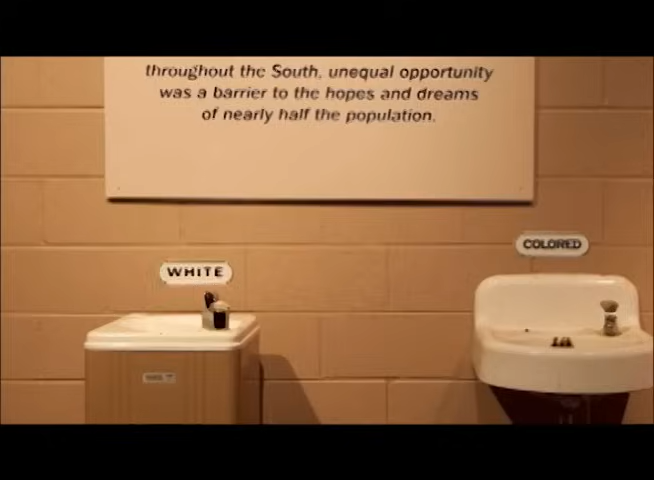 throughout the South, unequal opportunity
was a barrier to the hopes and dreams
of nearly half the population.
WHITE
COLORED